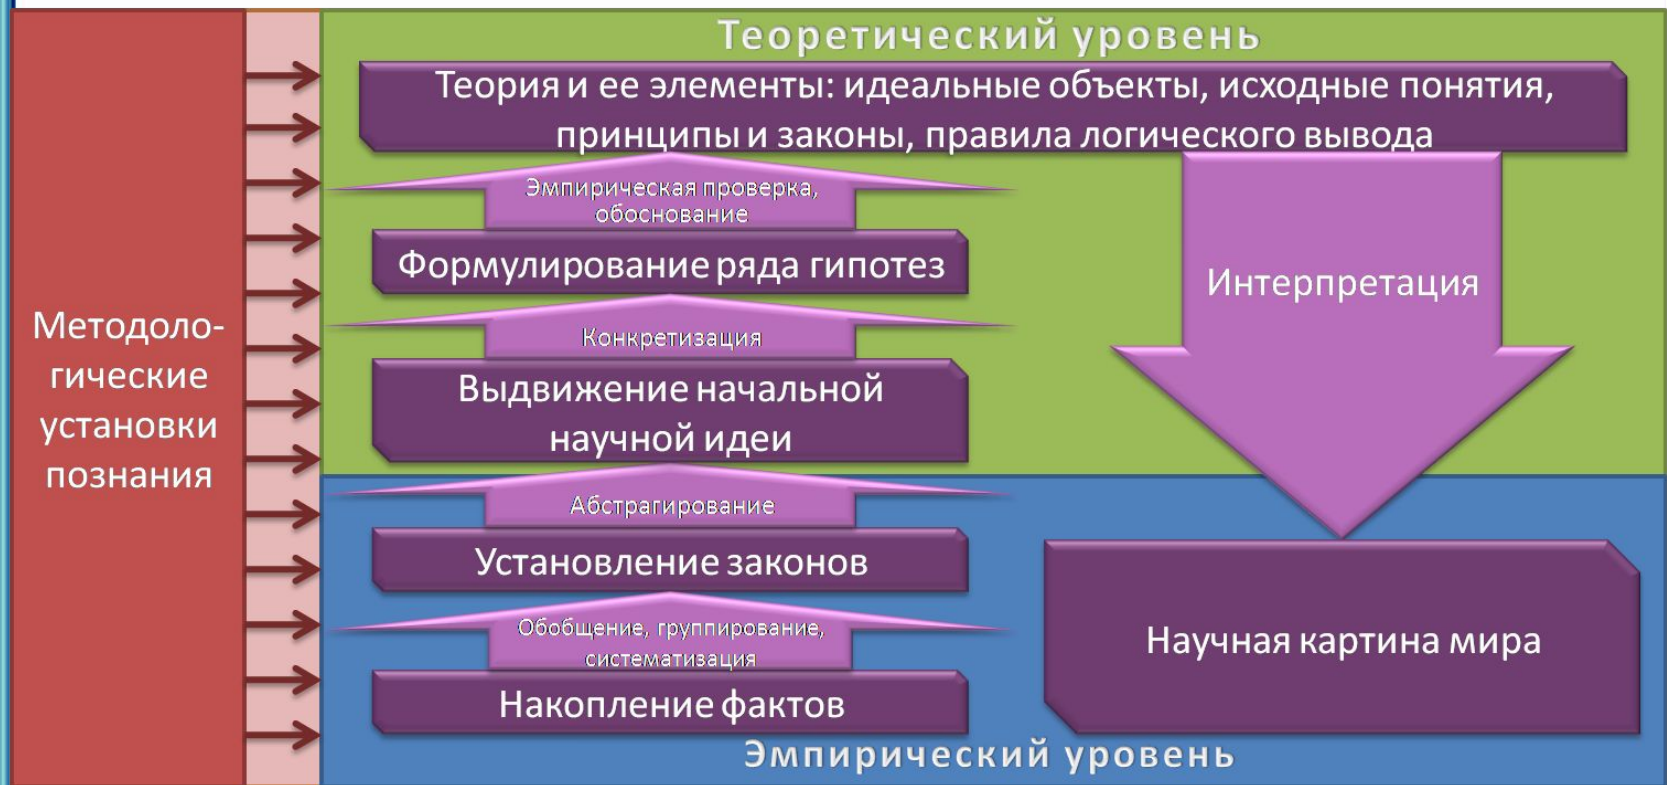 Теоретический уровень
Теория и ее элементы: идеальные объекты, исходные понятия,
принципы и законы, правила логического вывода
Эмпирическая проверка,
обоснование
Формулирование ряда гипотез
Конкретизация
Выдвижение начальной
научной идеи
Абстрагирование
Установление законов
Обобщение, группирование,
систематизация
Накопление фактов
Эмпирический уровень
Интерпретация
Научная картина мира
Методоло-
гические
установки
познания